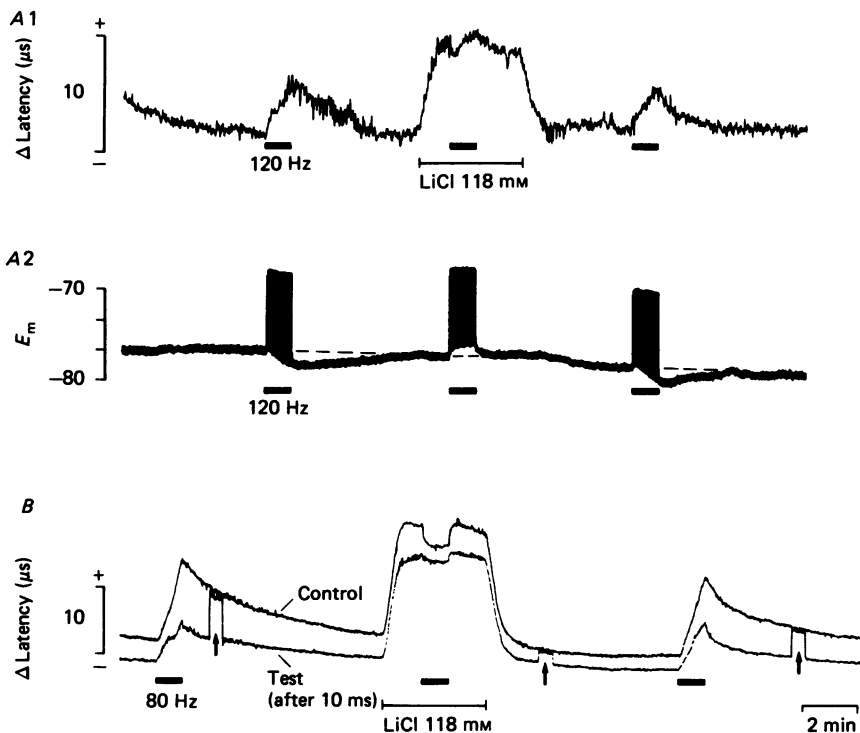 A1
+
Δ Latency (μs)
10
−
120 Hz
LiCl 118 mM
A2
−70
Em
−80
120 Hz
B
Δ Latency (μs)
+
10
−
Control
Test
(after 10 ms)
80 Hz
LiCl 118 mM
2 min